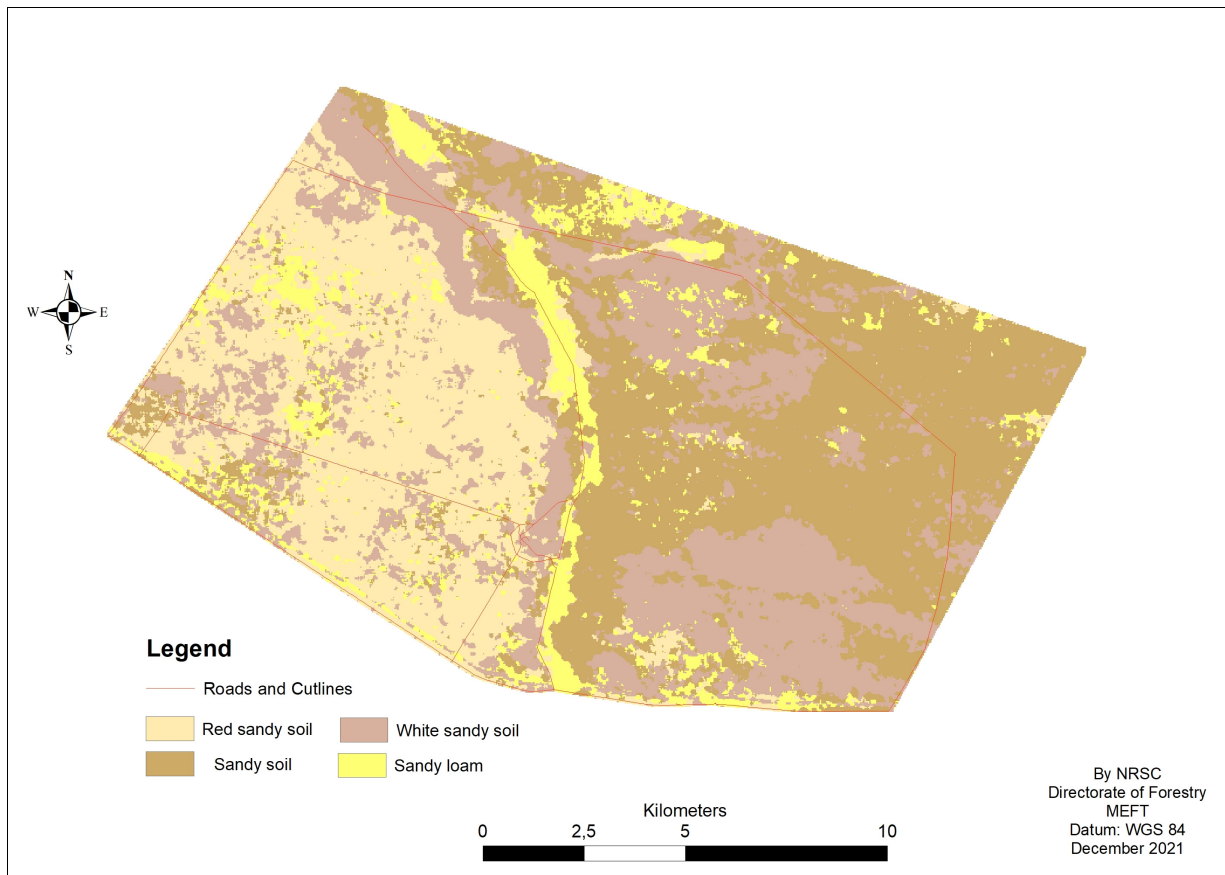 N
W E
S
Legend
Roads and Cutlines
Red sandy soil White sandy soil
Sandy soil Sandy loam
Kilometers
0 2,5 5 10
By NRSC
Directorate of Forestry
MEFT
Datum: WGS 84
December 2021